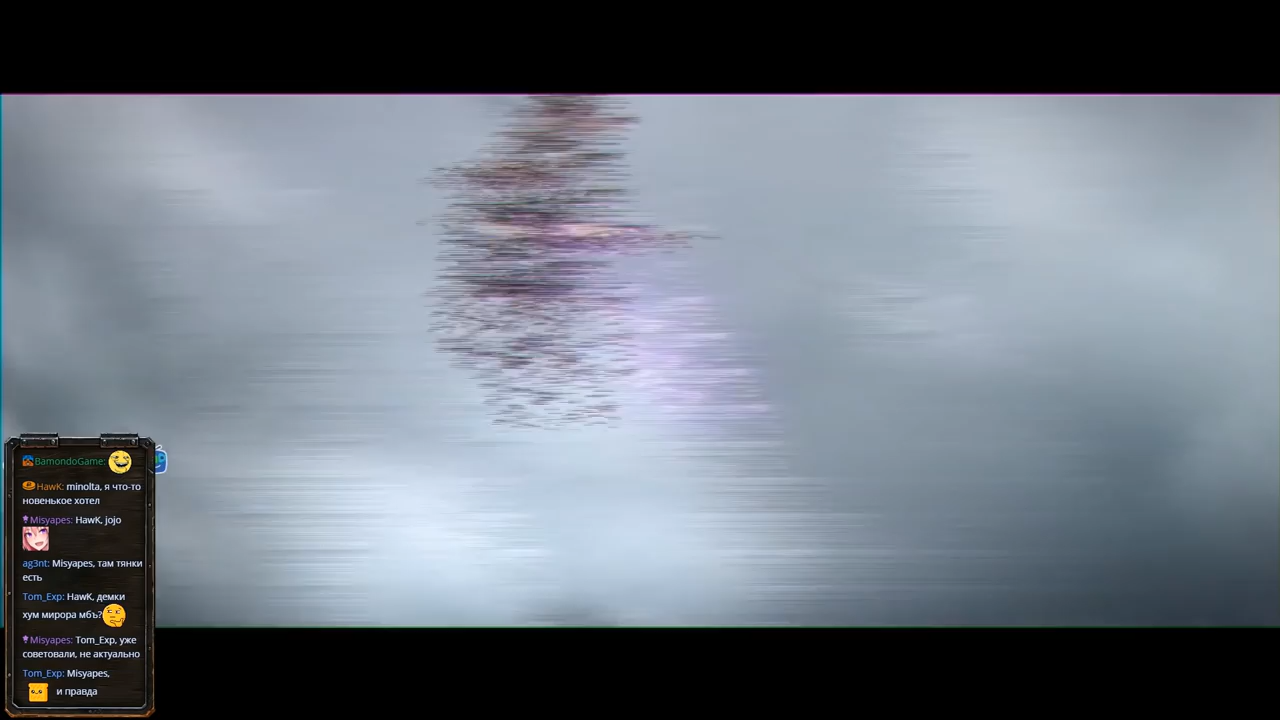 BamondoGame:
HawK: minolta, я что-то
новенькое хотел
Misyapes: HawK, jojo
ag3nt: Misyapes, там тянки
есть
Tom_Exp: HawK, демки
хум мирора мбъ?
Misyapes: Tom_Exp, уже
советовали, не актуально
Tom_Exp: Misyapes,
и правда